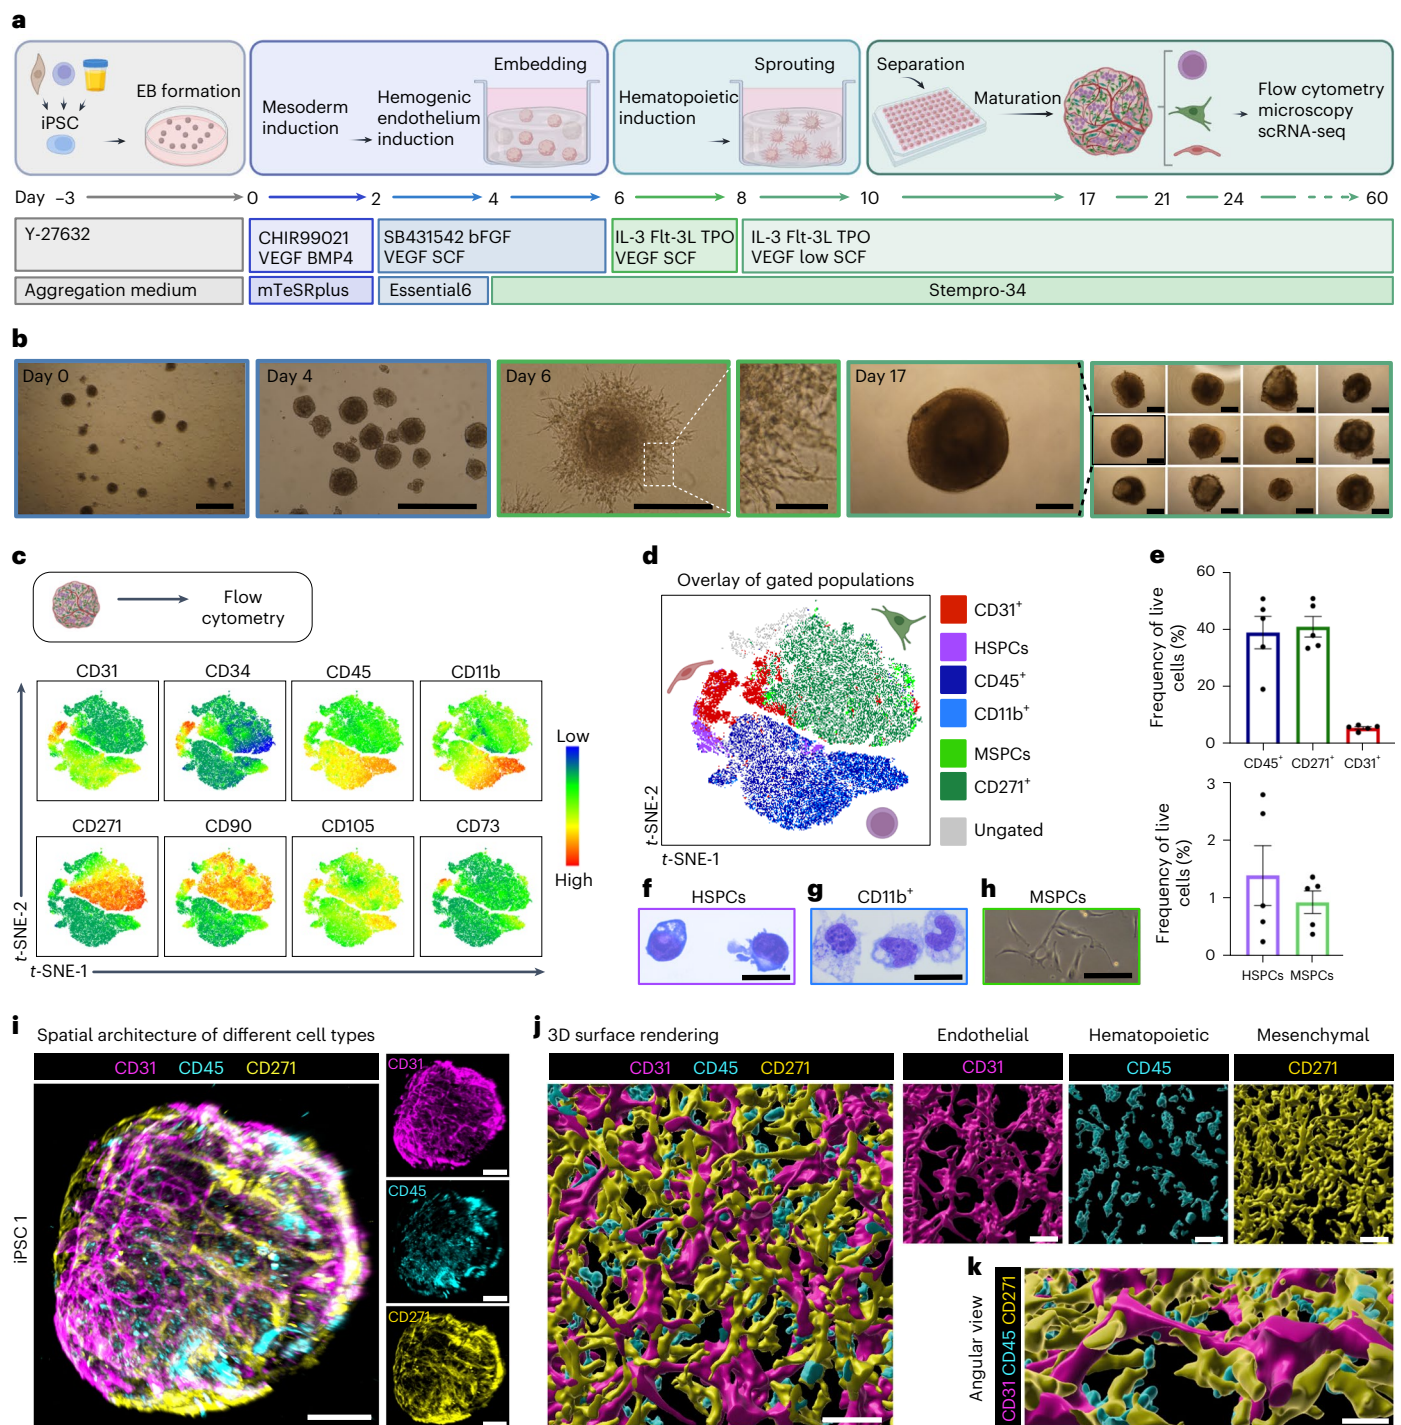 a
EB formation
iPSC
Mesoderm
induction
Hemogenic
endothelium
induction
Embedding
Hematopoietic
induction
Sprouting
Separation
Maturation
Flow cytometry
microscopy
scRNA-seq
Day −3 0 2 4 6 8 10 17 21 24 60
Y-27632
CHIR99021
VEGF BMP4
SB431542 bFGF
VEGF SCF
IL-3 Flt-3L TPO
VEGF SCF
IL-3 Flt-3L TPO
VEGF low SCF
Aggregation medium
mTeSRplus
Essential6
Stempro-34
b
Day 0
Day 4
Day 6
Day 17
c
Flow
cytometry
CD31 CD34 CD45 CD11b
CD271 CD90 CD105 CD73
t-SNE-2
t-SNE-1
Low
High
d
Overlay of gated populations
t-SNE-2
t-SNE-1
CD31+
HSPCs
CD45+
CD11b+
MSPCs
CD271+
Ungated
e
Frequency of live
cells (%)
60
40
20
0
CD45+ CD271+ CD31+
Frequency of live
cells (%)
3
2
1
0
HSPCs MSPCs
f
HSPCs
g
CD11b+
h
MSPCs
i
Spatial architecture of different cell types
CD31 CD45 CD271
iPSC 1
CD31
CD45
CD271
j
3D surface rendering
CD31 CD45 CD271
Endothelial
CD31
Hematopoietic
CD45
Mesenchymal
CD271
k
Angular view
CD31 CD45 CD271